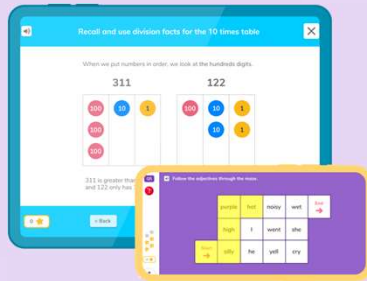 Recall and use division facts for the 10 times table
When we put numbers in order, we look at the hundreds digits.
311 122
100 10 1 100 10 1
100 10 1
100
311 is greater than
and 122 only has
< Back
Follow the adjectives through the maze.
purple hot noisy wet End
high I went she
Start silly he yell cry